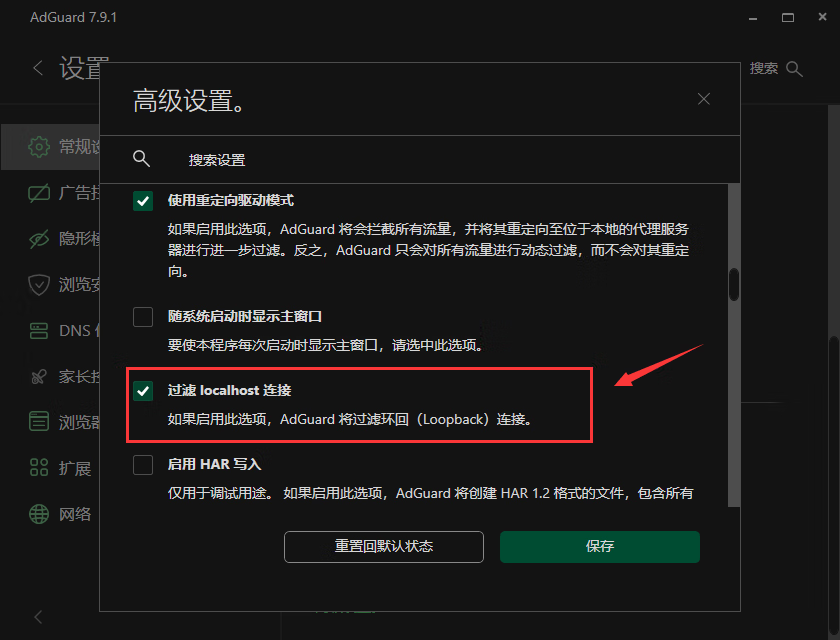 AdGuard 7.9.1
设置
搜索
高级设置。
搜索设置
常规设
广告拦
隐形模
浏览安
DNS
家长控
浏览器
扩展
网络
使用重定向驱动模式
如果启用此选项，AdGuard 将会拦截所有流量，并将其重定向至位于本地的代理服务
器进行进一步过滤。反之，AdGuard 只会对所有流量进行动态过滤，而不会对其重定
向。
随系统启动时显示主窗口
要使本程序每次启动时显示主窗口，请选中此选项。
过滤 localhost 连接
如果启用此选项，AdGuard 将过滤环回（Loopback）连接。
启用 HAR 写入
仅用于调试用途。 如果启用此选项，AdGuard 将创建 HAR 1.2 格式的文件，包含所有
重置回默认状态
保存